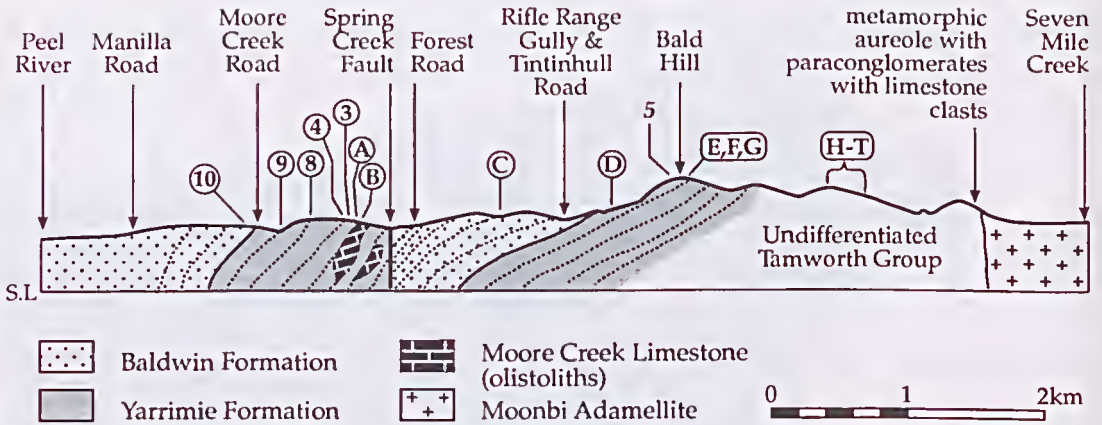 Peel
River
Manilla
Road
Moore
Creek
Road
Spring
Creek
Fault
Forest
Road
Rifle Range
Gully &
Tintinhull
Road
Bald
Hill
metamorphic
aureole with
paraconglomerates
with limestone
clasts
Seven
Mile
Creek
10
9
8
4
3
A
B
C
D
5
E,F,G
H-T
Undifferentiated
Tamworth Group
S.L
Baldwin Formation
Yarrimie Formation
Moore Creek Limestone
(olistoliths)
Moonbi Adamellite
0 1 2km